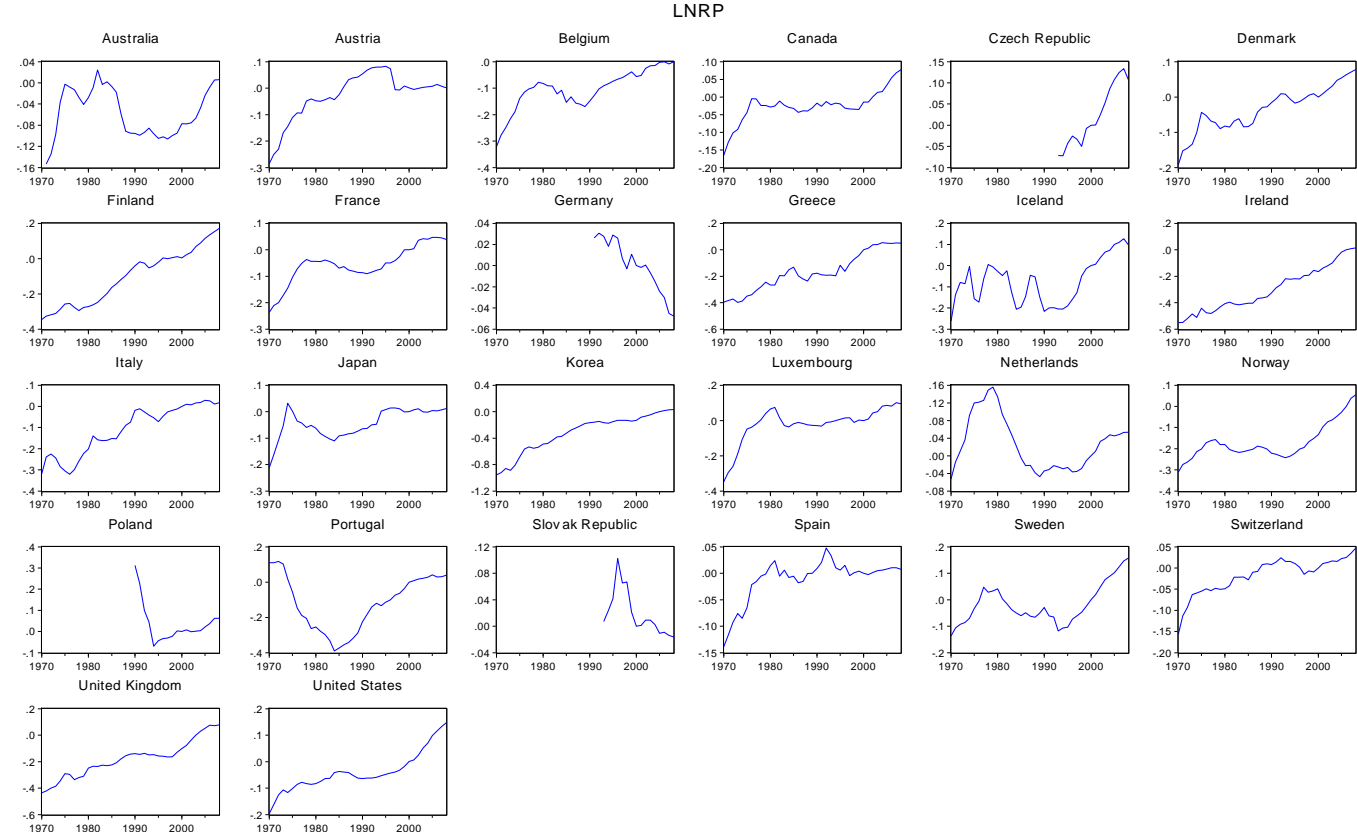 LNRP
Australia
.04
.00
-.04
-.08
-.12
-.16
1970 1980 1990 2000
Austria
.1
.0
-.1
-.2
-.3
1970 1980 1990 2000
Belgium
.0
-.1
-.2
-.3
-.4
1970 1980 1990 2000
Canada
.10
.05
.00
-.05
-.10
-.15
-.20
1970 1980 1990 2000
Czech Republic
.15
.10
.05
.00
-.05
-.10
1970 1980 1990 2000
Denmark
.1
.0
-.1
-.2
1970 1980 1990 2000
Finland
.2
.0
-.2
-.4
1970 1980 1990 2000
France
.1
.0
-.1
-.2
-.3
1970 1980 1990 2000
Germany
.04
.02
.00
-.02
-.04
-.06
1970 1980 1990 2000
Greece
.2
.0
-.2
-.4
-.6
1970 1980 1990 2000
Iceland
.2
.1
.0
-.1
-.2
-.3
1970 1980 1990 2000
Ireland
.2
.0
-.2
-.4
-.6
1970 1980 1990 2000
Italy
.1
.0
-.1
-.2
-.3
-.4
1970 1980 1990 2000
Japan
.1
.0
-.1
-.2
-.3
1970 1980 1990 2000
Korea
0.4
0.0
-0.4
-0.8
-1.2
1970 1980 1990 2000
Luxembourg
.2
.0
-.2
-.4
1970 1980 1990 2000
Netherlands
.16
.12
.08
.04
.00
-.04
-.08
1970 1980 1990 2000
Norway
.1
.0
-.1
-.2
-.3
-.4
1970 1980 1990 2000
Poland
.4
.3
.2
.1
.0
-.1
1970 1980 1990 2000
Portugal
.2
.0
-.2
-.4
1970 1980 1990 2000
Slovak Republic
.12
.08
.04
.00
-.04
1970 1980 1990 2000
Spain
.05
.00
-.05
-.10
-.15
1970 1980 1990 2000
Sweden
.2
.1
.0
-.1
-.2
1970 1980 1990 2000
Switzerland
.05
.00
-.05
-.10
-.15
-.20
1970 1980 1990 2000
United Kingdom
.2
.0
-.2
-.4
-.6
1970 1980 1990 2000
United States
.2
.1
.0
-.1
-.2
1970 1980 1990 2000